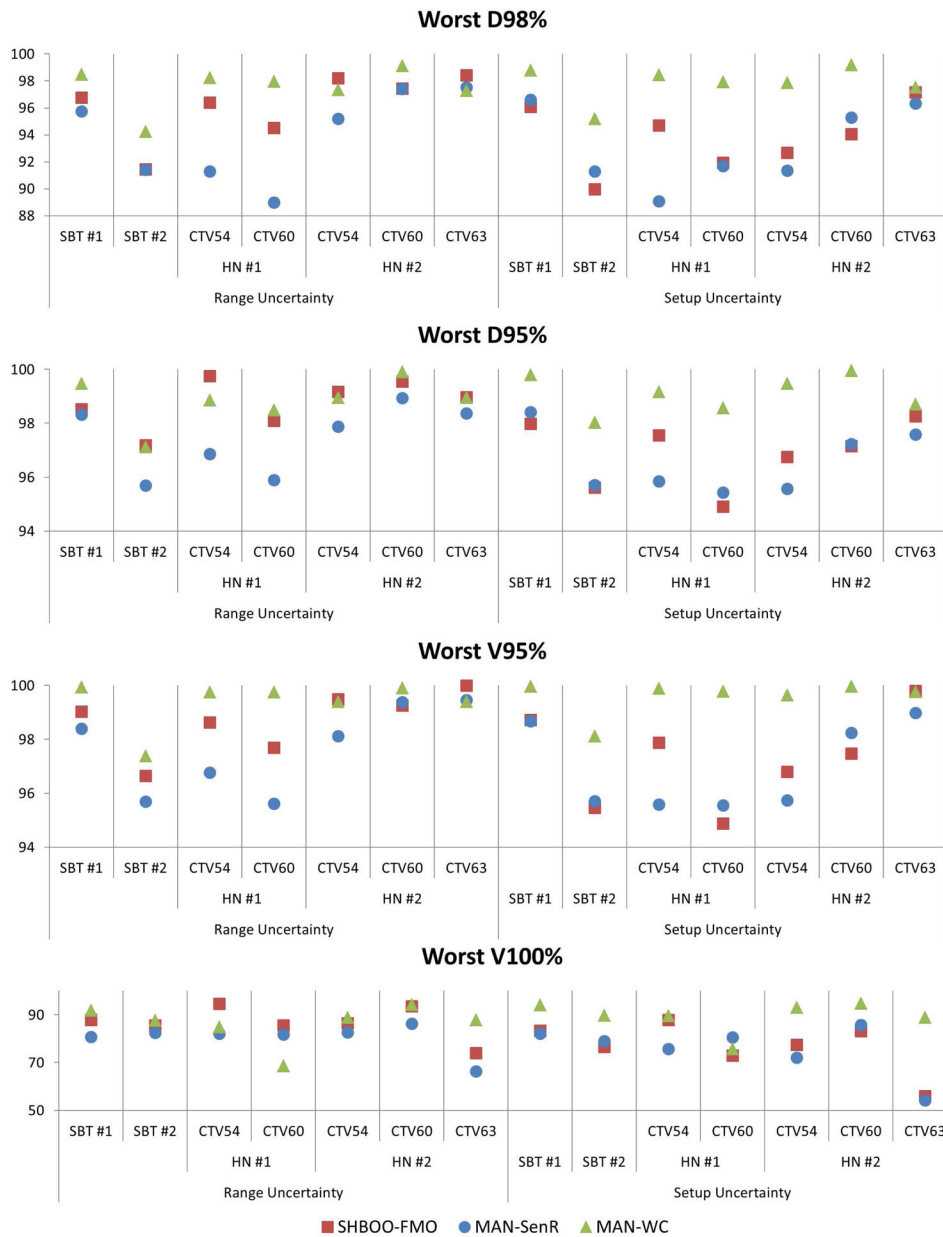 Worst D98%
100
98
96
94
92
90
88
SBT #1 SBT #2 CTV54 CTV60 CTV54 CTV60 CTV63 SBT #1 SBT #2 CTV54 CTV60 CTV54 CTV60 CTV63
HN #1 HN #2 HN #1 HN #2
Range Uncertainty Setup Uncertainty
Worst D95%
100
98
96
94
SBT #1 SBT #2 CTV54 CTV60 CTV54 CTV60 CTV63 SBT #1 SBT #2 CTV54 CTV60 CTV54 CTV60 CTV63
HN #1 HN #2 HN #1 HN #2
Range Uncertainty Setup Uncertainty
Worst V95%
100
98
96
94
SBT #1 SBT #2 CTV54 CTV60 CTV54 CTV60 CTV63 SBT #1 SBT #2 CTV54 CTV60 CTV54 CTV60 CTV63
HN #1 HN #2 HN #1 HN #2
Range Uncertainty Setup Uncertainty
Worst V100%
90
70
50
SBT #1 SBT #2 CTV54 CTV60 CTV54 CTV60 CTV63 SBT #1 SBT #2 CTV54 CTV60 CTV54 CTV60 CTV63
HN #1 HN #2 HN #1 HN #2
Range Uncertainty Setup Uncertainty
SHBOO-FMO MAN-SenR MAN-WC